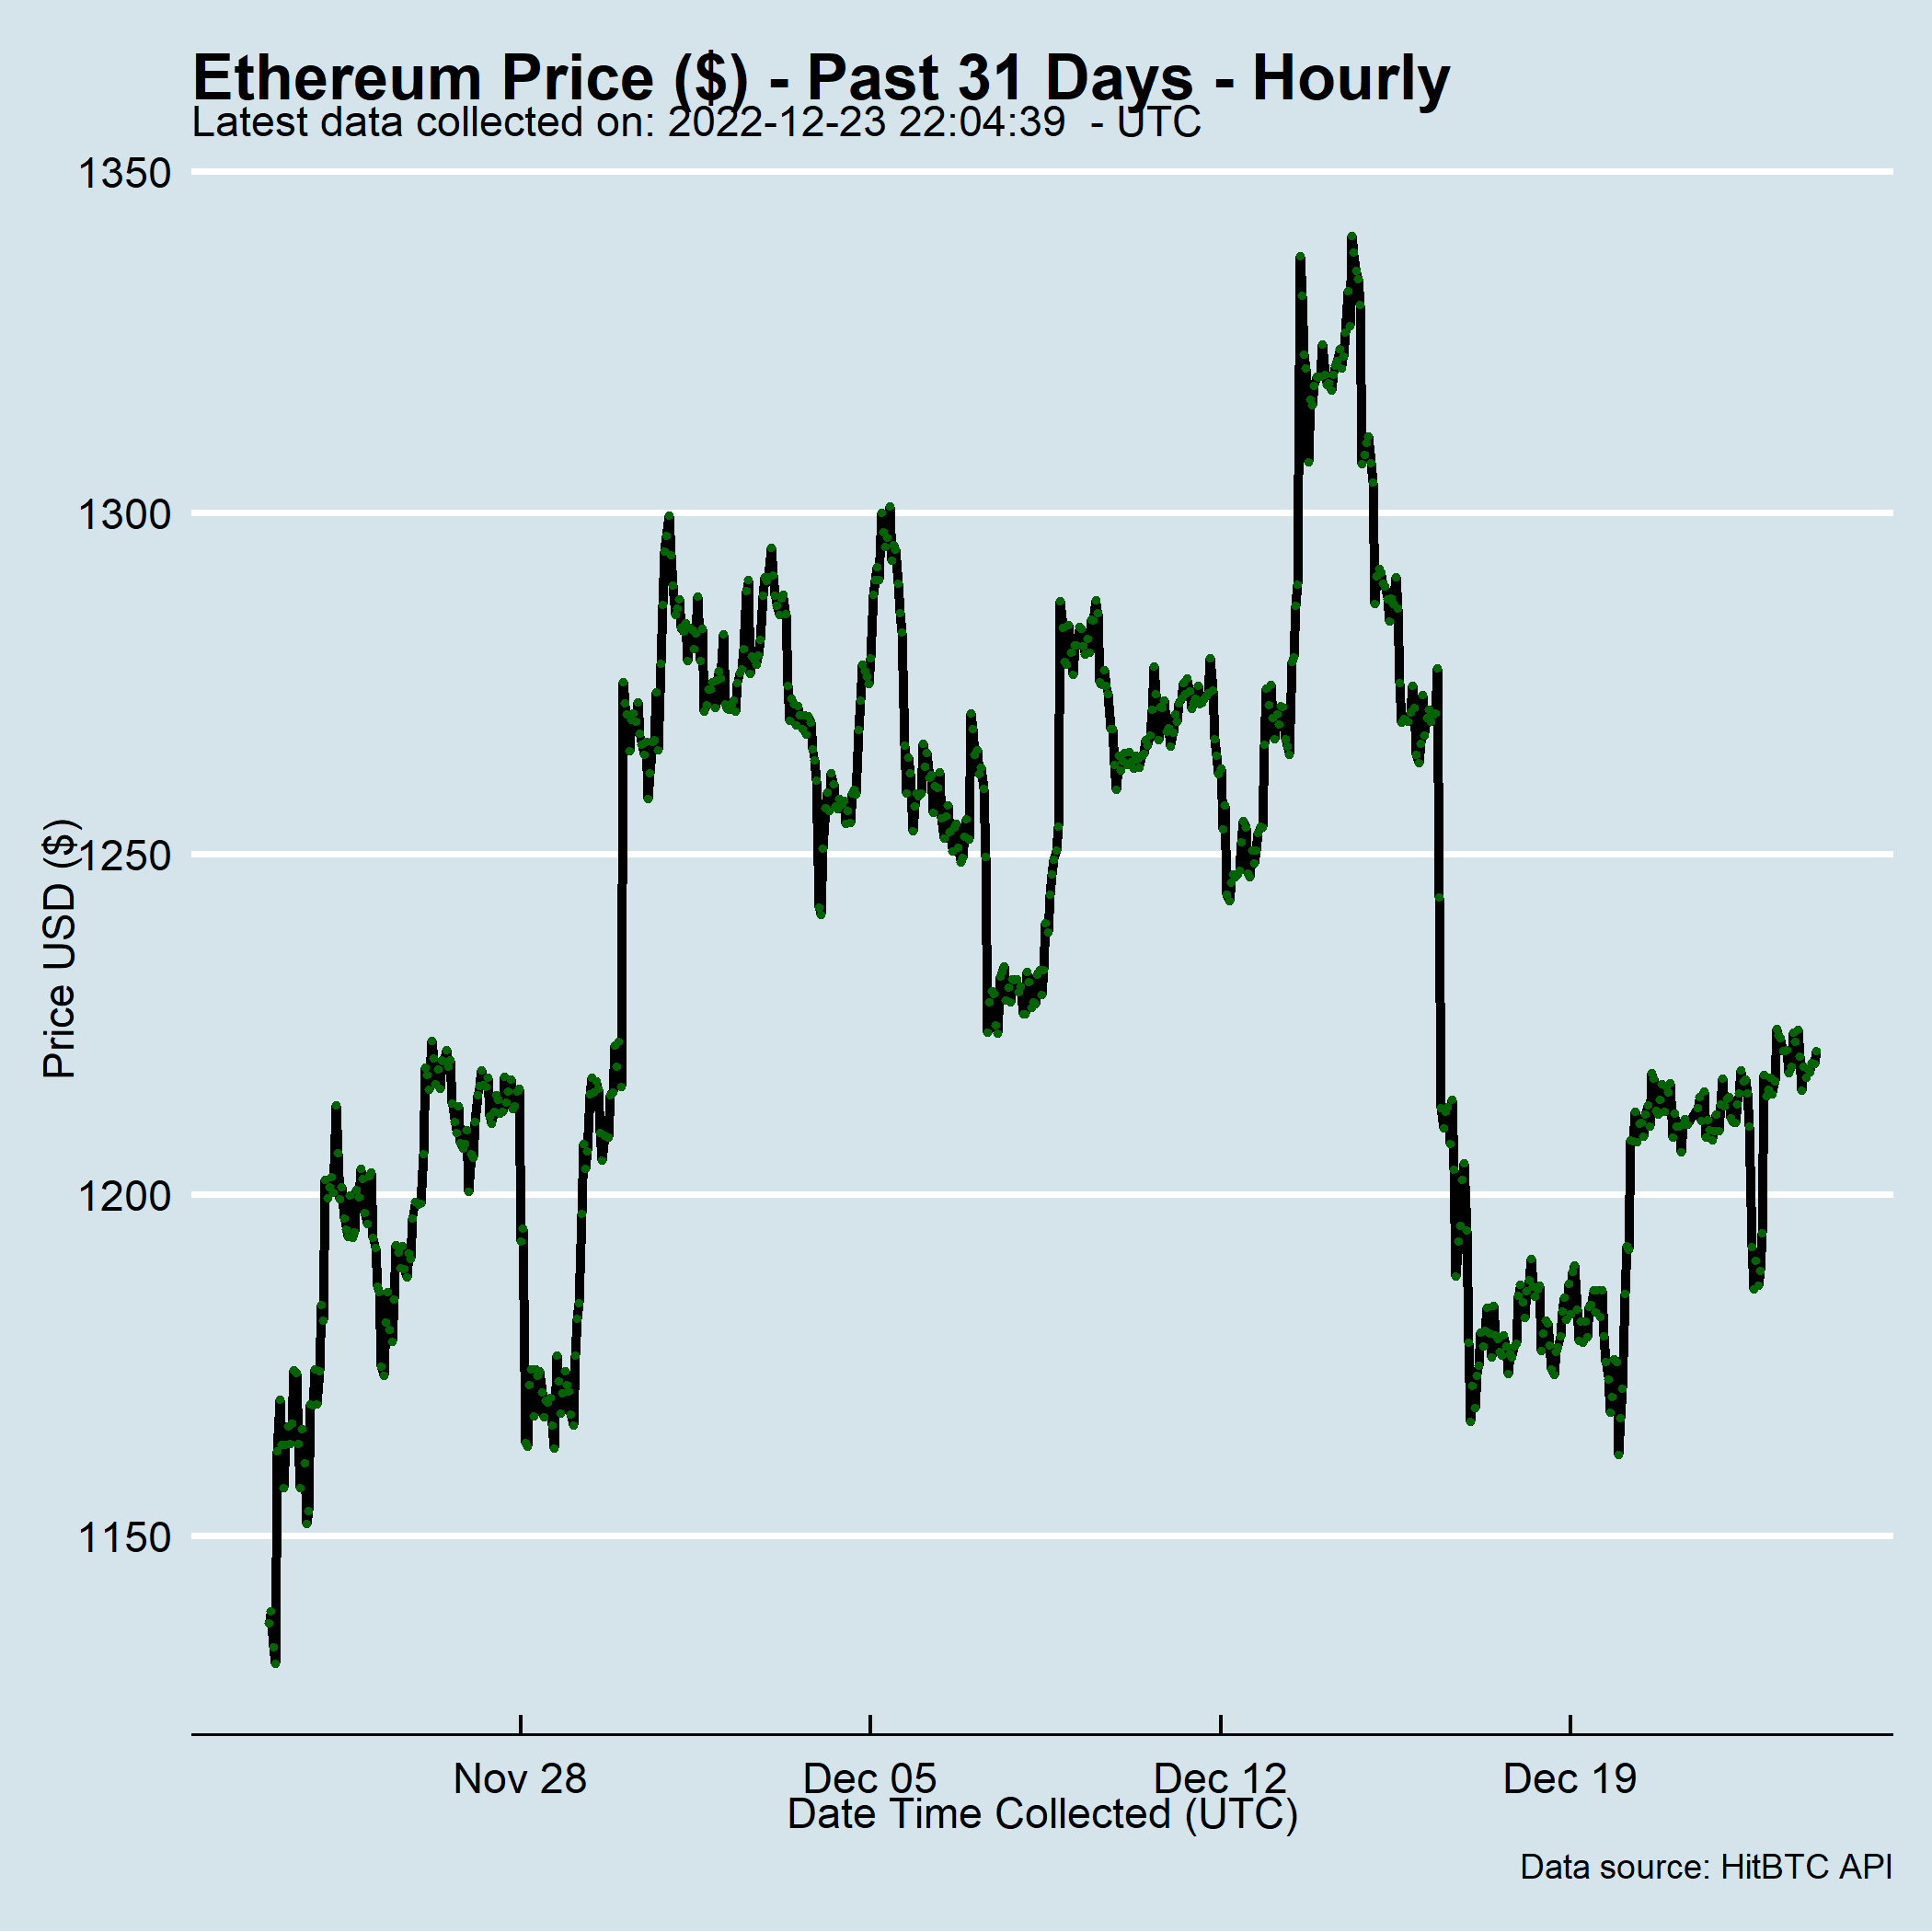 Ethereum Price ($) - Past 31 Days - Hourly
Latest data collected on: 2022-12-23 22:04:39  - UTC
1350
1300
1250
1200
1150
Price USD ($)
Nov 28
Dec 05
Dec 12
Dec 19
Date Time Collected (UTC)
Data source: HitBTC API